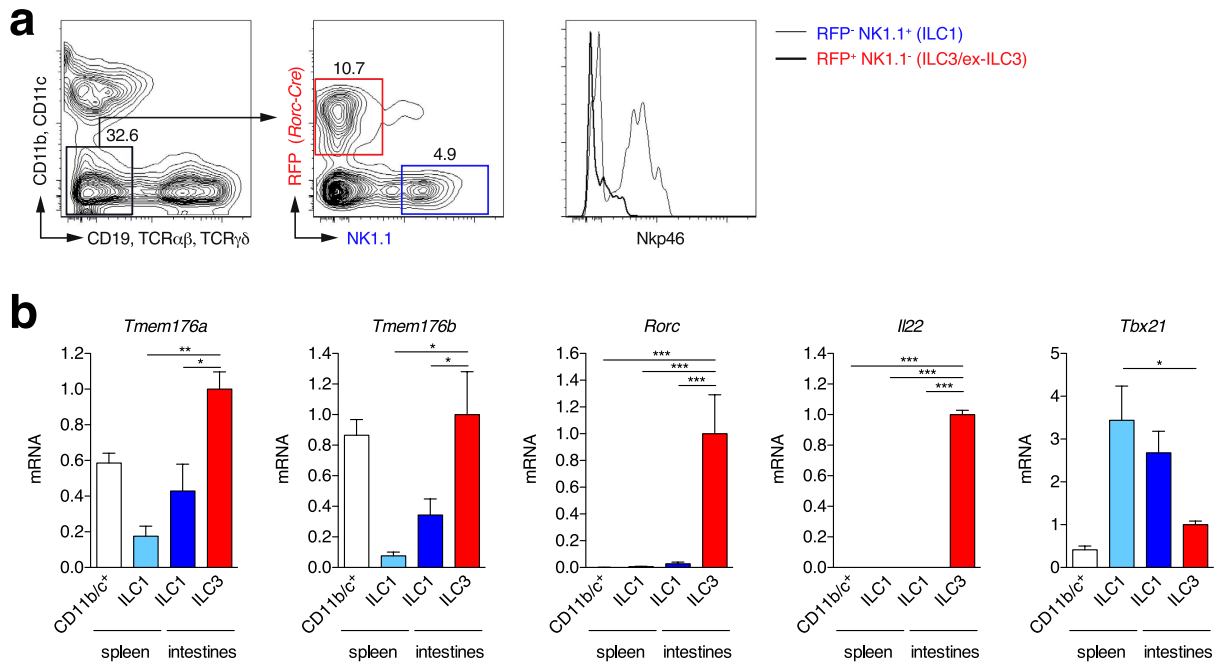 a
CD11b, CD11c
32.6
CD19, TCRαβ, TCRγδ
RFP (Rorc-Cre)
10.7
4.9
NK1.1
Nkp46
RFP⁻ NK1.1⁺ (ILC1)
RFP⁺ NK1.1⁻ (ILC3/ex-ILC3)
b
Tmem176a
mRNA
1.2
1.0
0.8
0.6
0.4
0.2
0.0
** 
*
CD11b/c⁺
ILC1
ILC1
ILC3
spleen
intestines
Tmem176b
mRNA
1.4
1.2
1.0
0.8
0.6
0.4
0.2
0.0
*
*
CD11b/c⁺
ILC1
ILC1
ILC3
spleen
intestines
Rorc
mRNA
1.6
1.4
1.2
1.0
0.8
0.6
0.4
0.2
0.0
***
***
***
CD11b/c⁺
ILC1
ILC1
ILC3
spleen
intestines
Il22
mRNA
1.4
1.2
1.0
0.8
0.6
0.4
0.2
0.0
***
***
***
CD11b/c⁺
ILC1
ILC1
ILC3
spleen
intestines
Tbx21
mRNA
5
4
3
2
1
0
*
CD11b/c⁺
ILC1
ILC1
ILC3
spleen
intestines